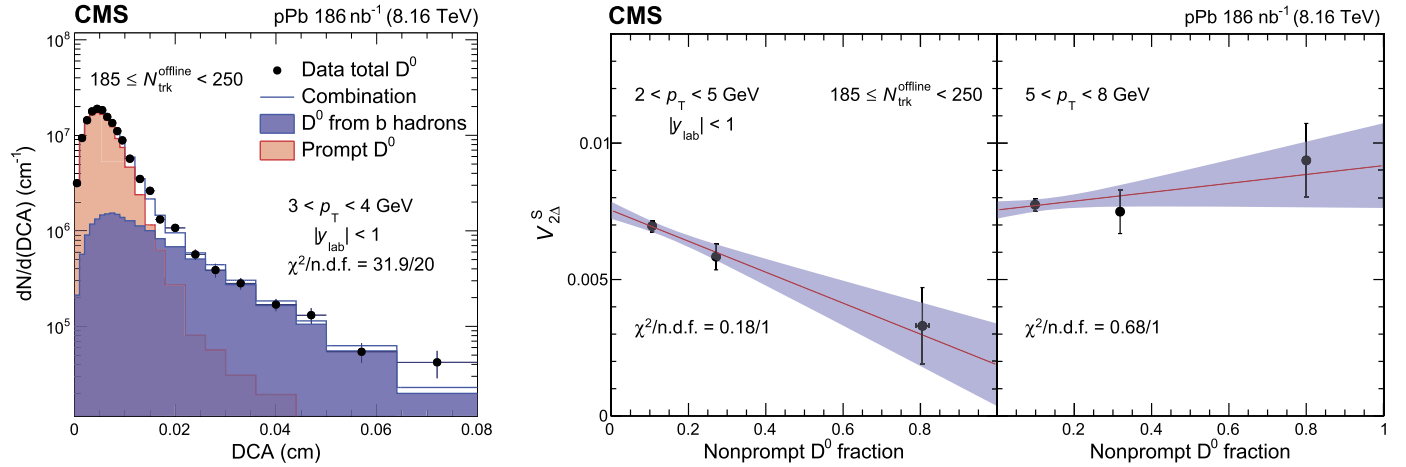 CMS
pPb 186 nb⁻¹ (8.16 TeV)
10⁸
10⁷
10⁶
10⁵
dN/d(DCA) (cm⁻¹)
185 ≤ N_trk^offline < 250
Data total D⁰
Combination
D⁰ from b hadrons
Prompt D⁰
3 < p_T < 4 GeV
|y_lab| < 1
χ²/n.d.f. = 31.9/20
0 0.02 0.04 0.06 0.08
DCA (cm)
CMS
pPb 186 nb⁻¹ (8.16 TeV)
V_2Δ^S
0.01
0.005
0
2 < p_T < 5 GeV
|y_lab| < 1
185 ≤ N_trk^offline < 250
χ²/n.d.f. = 0.18/1
0 0.2 0.4 0.6 0.8
Nonprompt D⁰ fraction
5 < p_T < 8 GeV
χ²/n.d.f. = 0.68/1
0.2 0.4 0.6 0.8 1
Nonprompt D⁰ fraction